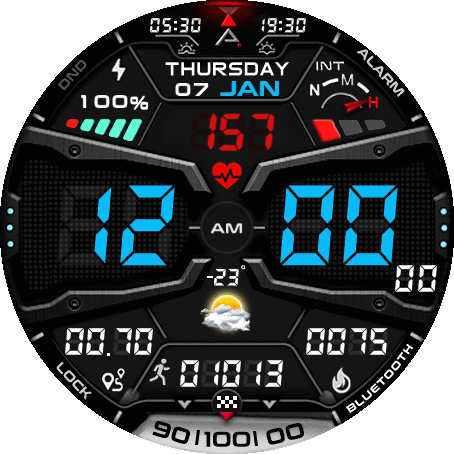 05:30 19:30
DND
THURSDAY
INT
ALARM
07 JAN
N M H
100%
157
12 AM 00
00
-23°
00.70
0075
01013
LOCK
BLUETOOTH
90|100|00